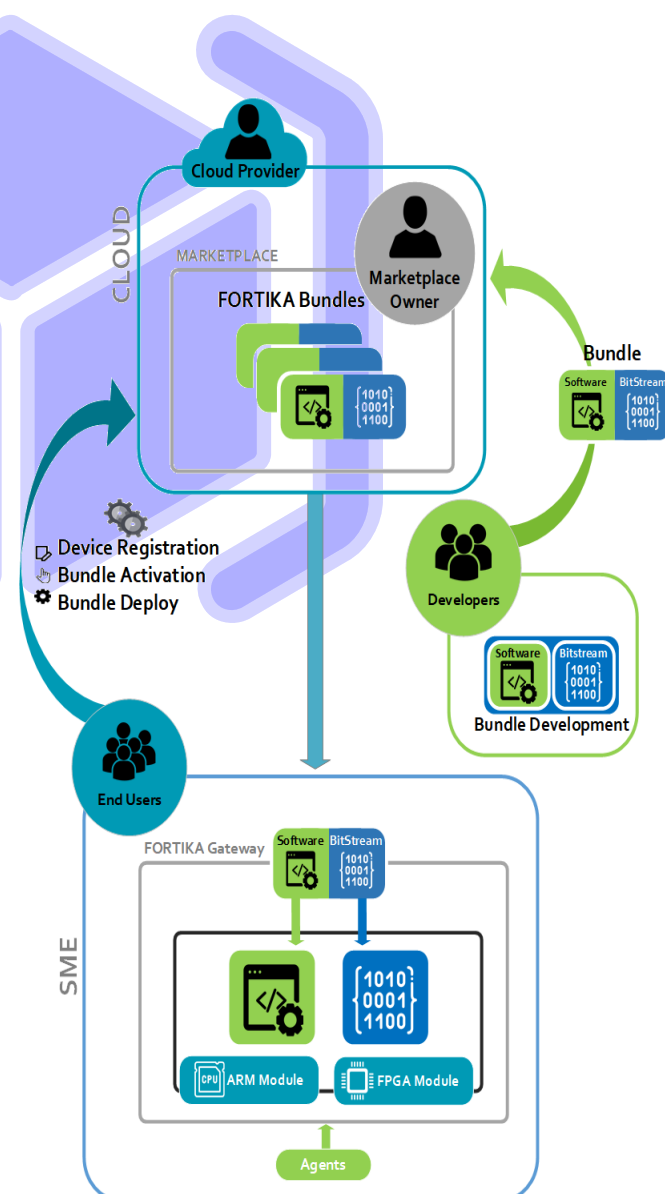 Cloud Provider
CLOUD
MARKETPLACE
Marketplace
Owner
FORTIKA Bundles
{1010
0001
1100}
Bundle
Software BitStream
{1010
0001
1100}
Device Registration
Bundle Activation
Bundle Deploy
Developers
Software Bitstream
{1010
0001
1100}
Bundle Development
End Users
SME
FORTIKA Gateway
Software BitStream
{1010
0001
1100}
{1010
0001
1100}
CPU ARM Module
FPGA Module
Agents